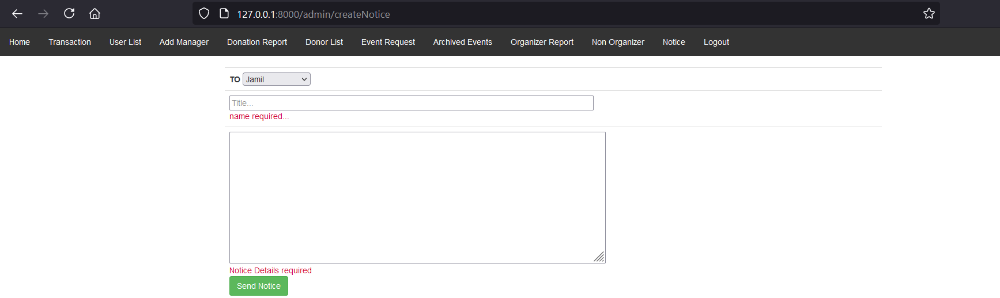 127.0.0.1:8000/admin/createNotice
Home Transaction User List Add Manager Donation Report Donor List Event Request Archived Events Organizer Report Non Organizer Notice Logout
TO Jamil
Title...
name required...
Notice Details required
Send Notice